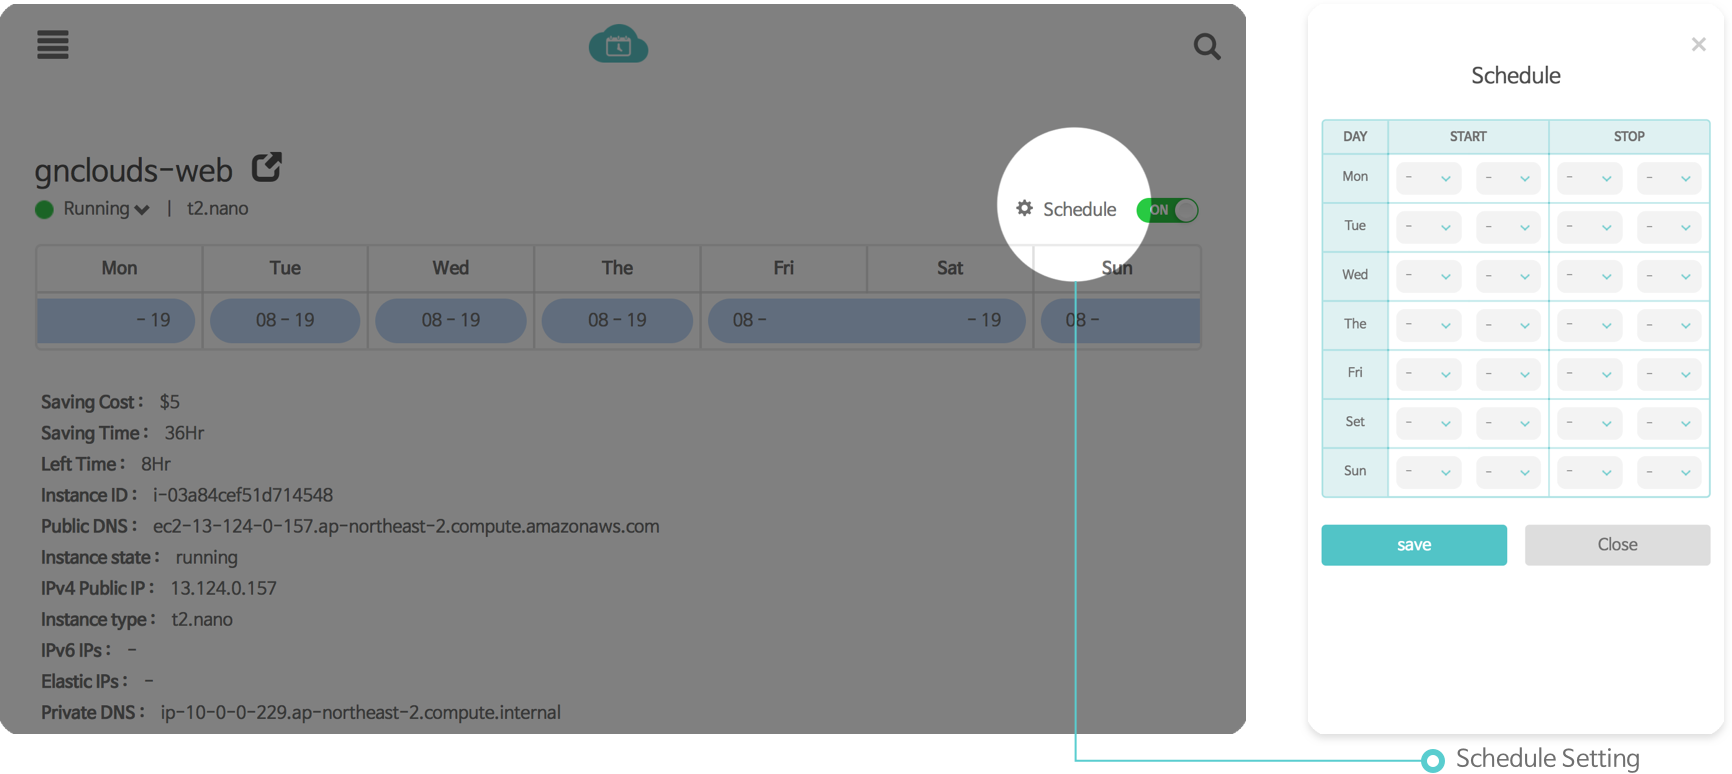 gnclouds-web
Running | t2.nano
Schedule ON
Mon Tue Wed The Fri Sat Sun
- 19 08 - 19 08 - 19 08 - 19 08 - - 19 08 -
Saving Cost : $5
Saving Time : 36Hr
Left Time : 8Hr
Instance ID : i-03a84cef51d714548
Public DNS : ec2-13-124-0-157.ap-northeast-2.compute.amazonaws.com
Instance state : running
IPv4 Public IP : 13.124.0.157
Instance type : t2.nano
IPv6 IPs : -
Elastic IPs : -
Private DNS : ip-10-0-0-229.ap-northeast-2.compute.internal
Schedule
DAY START STOP
Mon - - - -
Tue - - - -
Wed - - - -
The - - - -
Fri - - - -
Set - - - -
Sun - - - -
save Close
Schedule Setting